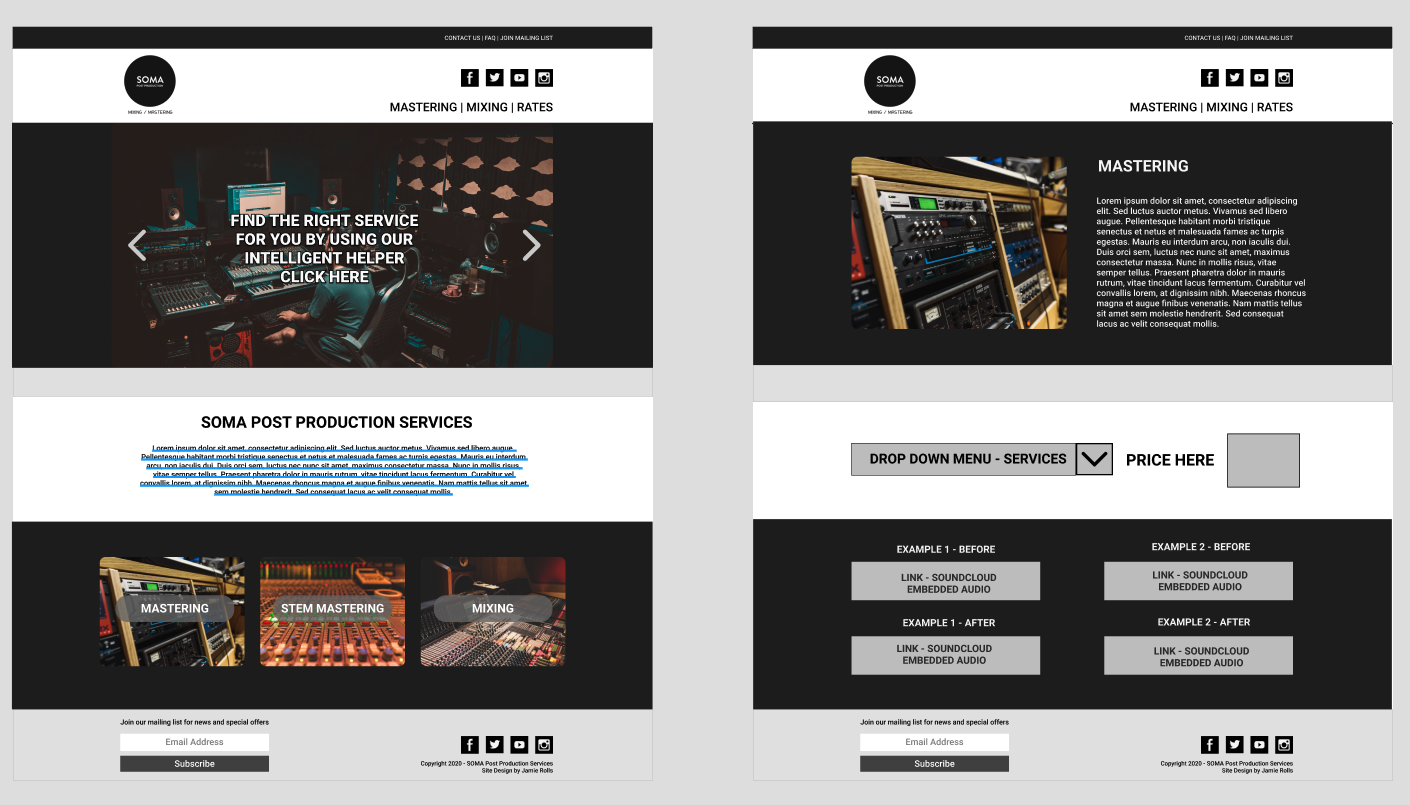 CONTACT US | FAQ | JOIN MAILING LIST
SOMA
POST PRODUCTION
MIXING / MASTERING
MASTERING | MIXING | RATES
FIND THE RIGHT SERVICE
FOR YOU BY USING OUR
INTELLIGENT HELPER
CLICK HERE
SOMA POST PRODUCTION SERVICES
Lorem ipsum dolor sit amet, consectetur adipiscing elit. Sed luctus auctor metus. Vivamus sed libero augue.
Pellentesque habitant morbi tristique senectus et netus et malesuada fames ac turpis egestas. Mauris eu interdum
arcu, non iaculis dui. Duis orci sem, luctus nec nunc sit amet, maximus consectetur massa. Nunc in mollis risus,
vitae semper tellus. Praesent pharetra dolor in mauris rutrum, vitae tincidunt lacus fermentum. Curabitur vel
convallis lorem, at dignissim nibh. Maecenas rhoncus magna et augue finibus venenatis. Nam mattis tellus sit amet
sem molestie hendrerit. Sed consequat lacus ac velit consequat mollis.
MASTERING
STEM MASTERING
MIXING
Join our mailing list for news and special offers
Email Address
Subscribe
Copyright 2020 - SOMA Post Production Services
Site Design by Jamie Rolls
CONTACT US | FAQ | JOIN MAILING LIST
SOMA
POST PRODUCTION
MIXING / MASTERING
MASTERING | MIXING | RATES
MASTERING
Lorem ipsum dolor sit amet, consectetur adipiscing
elit. Sed luctus auctor metus. Vivamus sed libero
augue. Pellentesque habitant morbi tristique
senectus et netus et malesuada fames ac turpis
egestas. Mauris eu interdum arcu, non iaculis dui.
Duis orci sem, luctus nec nunc sit amet, maximus
consectetur massa. Nunc in mollis risus, vitae
semper tellus. Praesent pharetra dolor in mauris
rutrum, vitae tincidunt lacus fermentum. Curabitur vel
convallis lorem, at dignissim nibh. Maecenas rhoncus
magna et augue finibus venenatis. Nam mattis tellus
sit amet sem molestie hendrerit. Sed consequat
lacus ac velit consequat mollis.
DROP DOWN MENU - SERVICES
PRICE HERE
EXAMPLE 1 - BEFORE
LINK - SOUNDCLOUD
EMBEDDED AUDIO
EXAMPLE 2 - BEFORE
LINK - SOUNDCLOUD
EMBEDDED AUDIO
EXAMPLE 1 - AFTER
LINK - SOUNDCLOUD
EMBEDDED AUDIO
EXAMPLE 2 - AFTER
LINK - SOUNDCLOUD
EMBEDDED AUDIO
Join our mailing list for news and special offers
Email Address
Subscribe
Copyright 2020 - SOMA Post Production Services
Site Design by Jamie Rolls